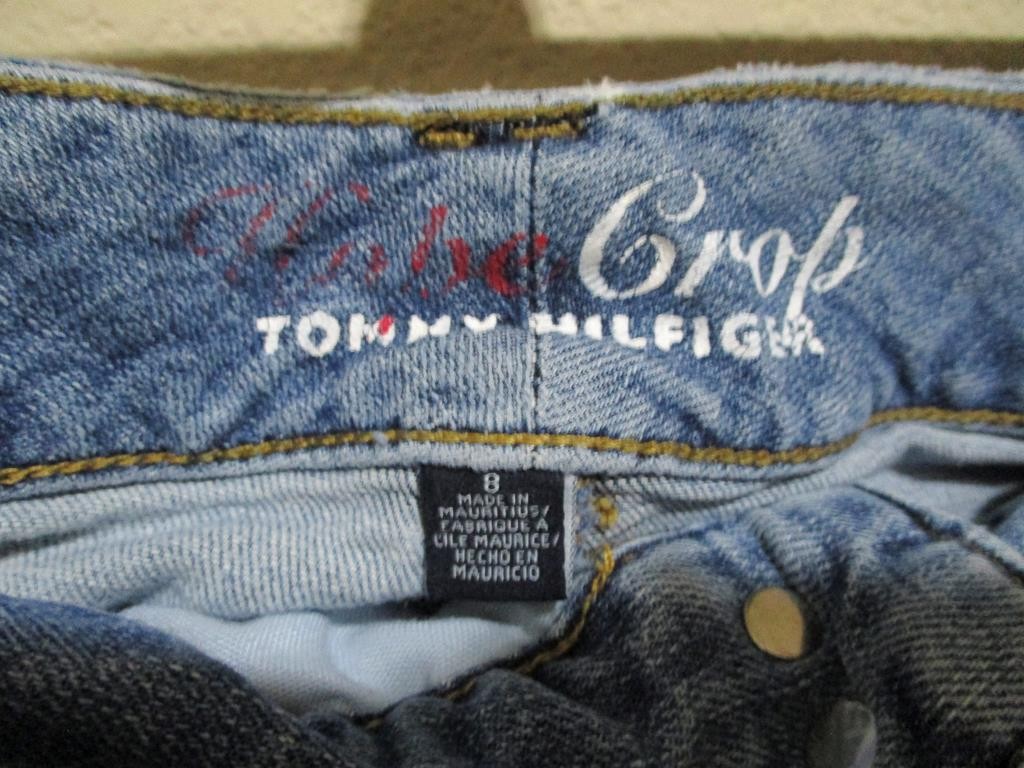 Crop
TOMMY HILFIGER
8
MADE IN
MAURITIUS/
FABRIQUE A
L'ILE MAURICE/
HECHO EN
MAURICIO